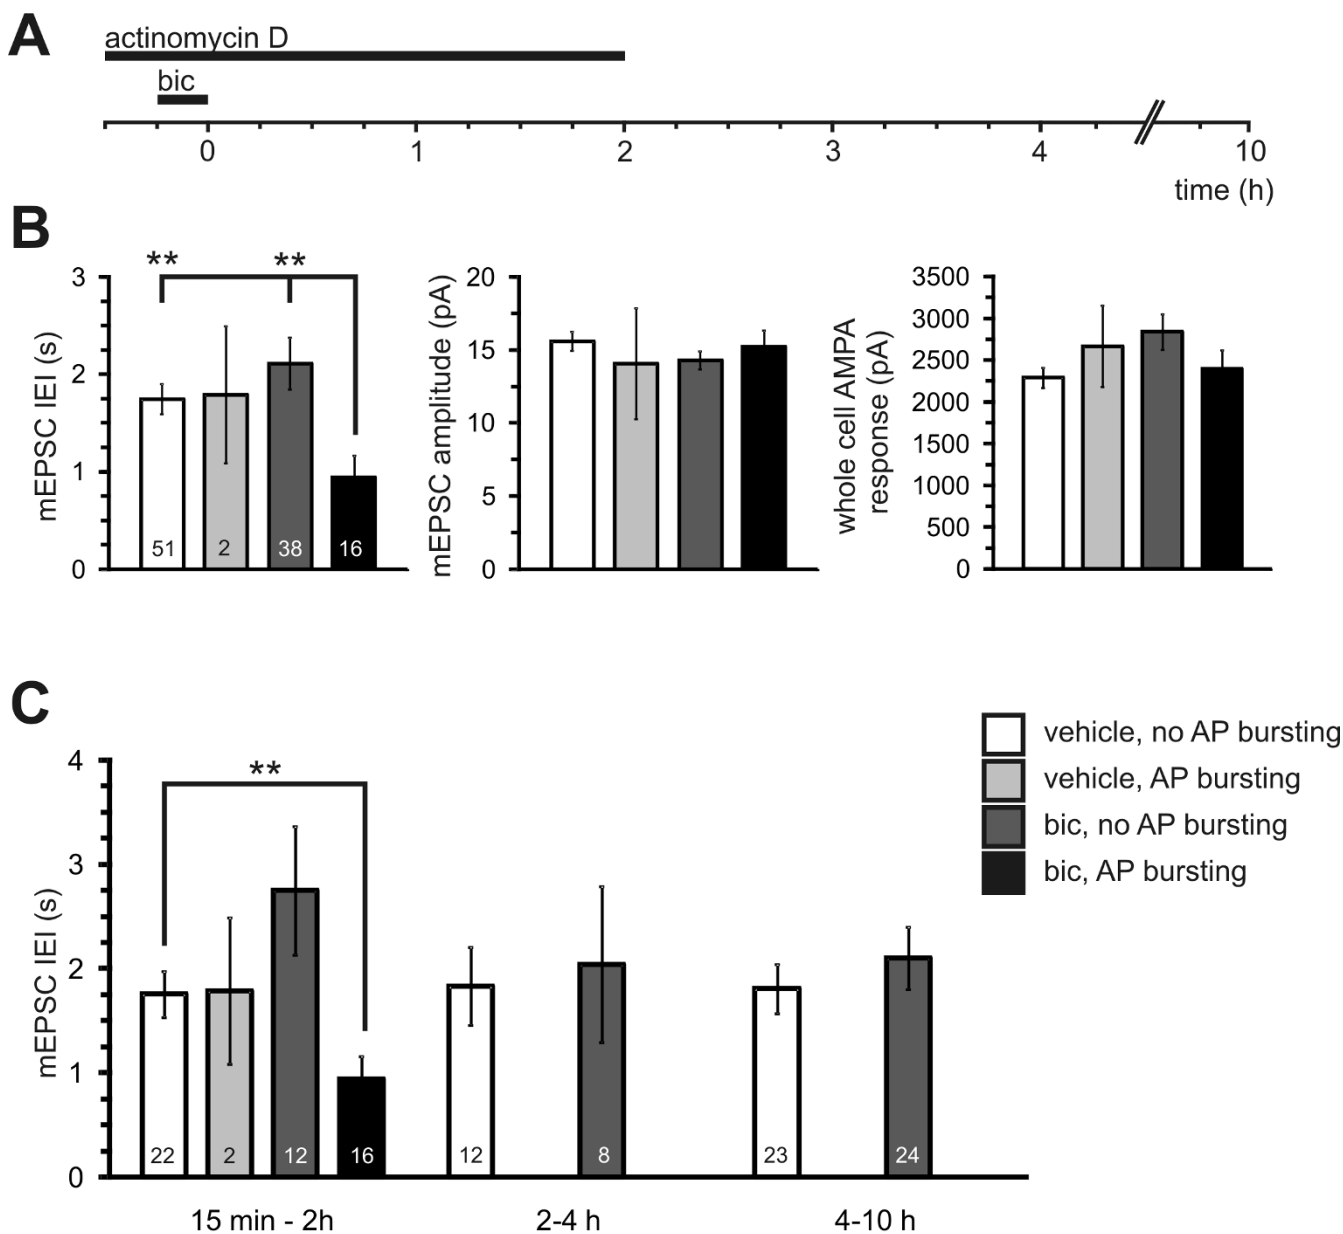 A
actinomycin D
bic
0 1 2 3 4 10
time (h)
B
** **
mEPSC IEI (s)
3
2
1
0
51 2 38 16
mEPSC amplitude (pA)
20
15
10
5
0
whole cell AMPA
response (pA)
3500
3000
2500
2000
1500
1000
500
0
C
**
mEPSC IEI (s)
4
3
2
1
0
22 2 12 16 12 8 23 24
15 min - 2h 2-4 h 4-10 h
vehicle, no AP bursting
vehicle, AP bursting
bic, no AP bursting
bic, AP bursting